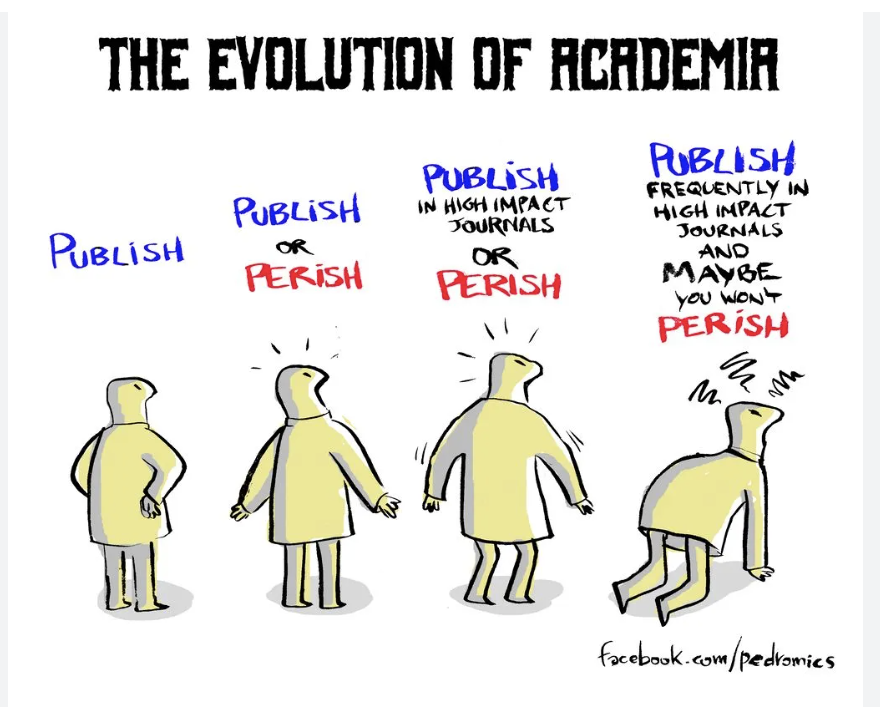 THE EVOLUTION OF ACADEMIA
PUBLISH
PUBLISH
OR
PERISH
PUBLISH
IN HIGH IMPACT
JOURNALS
OR
PERISH
PUBLISH
FREQUENTLY IN
HIGH IMPACT
JOURNALS
AND
MAYBE
YOU WON'T
PERISH
facebook.com/pedromics